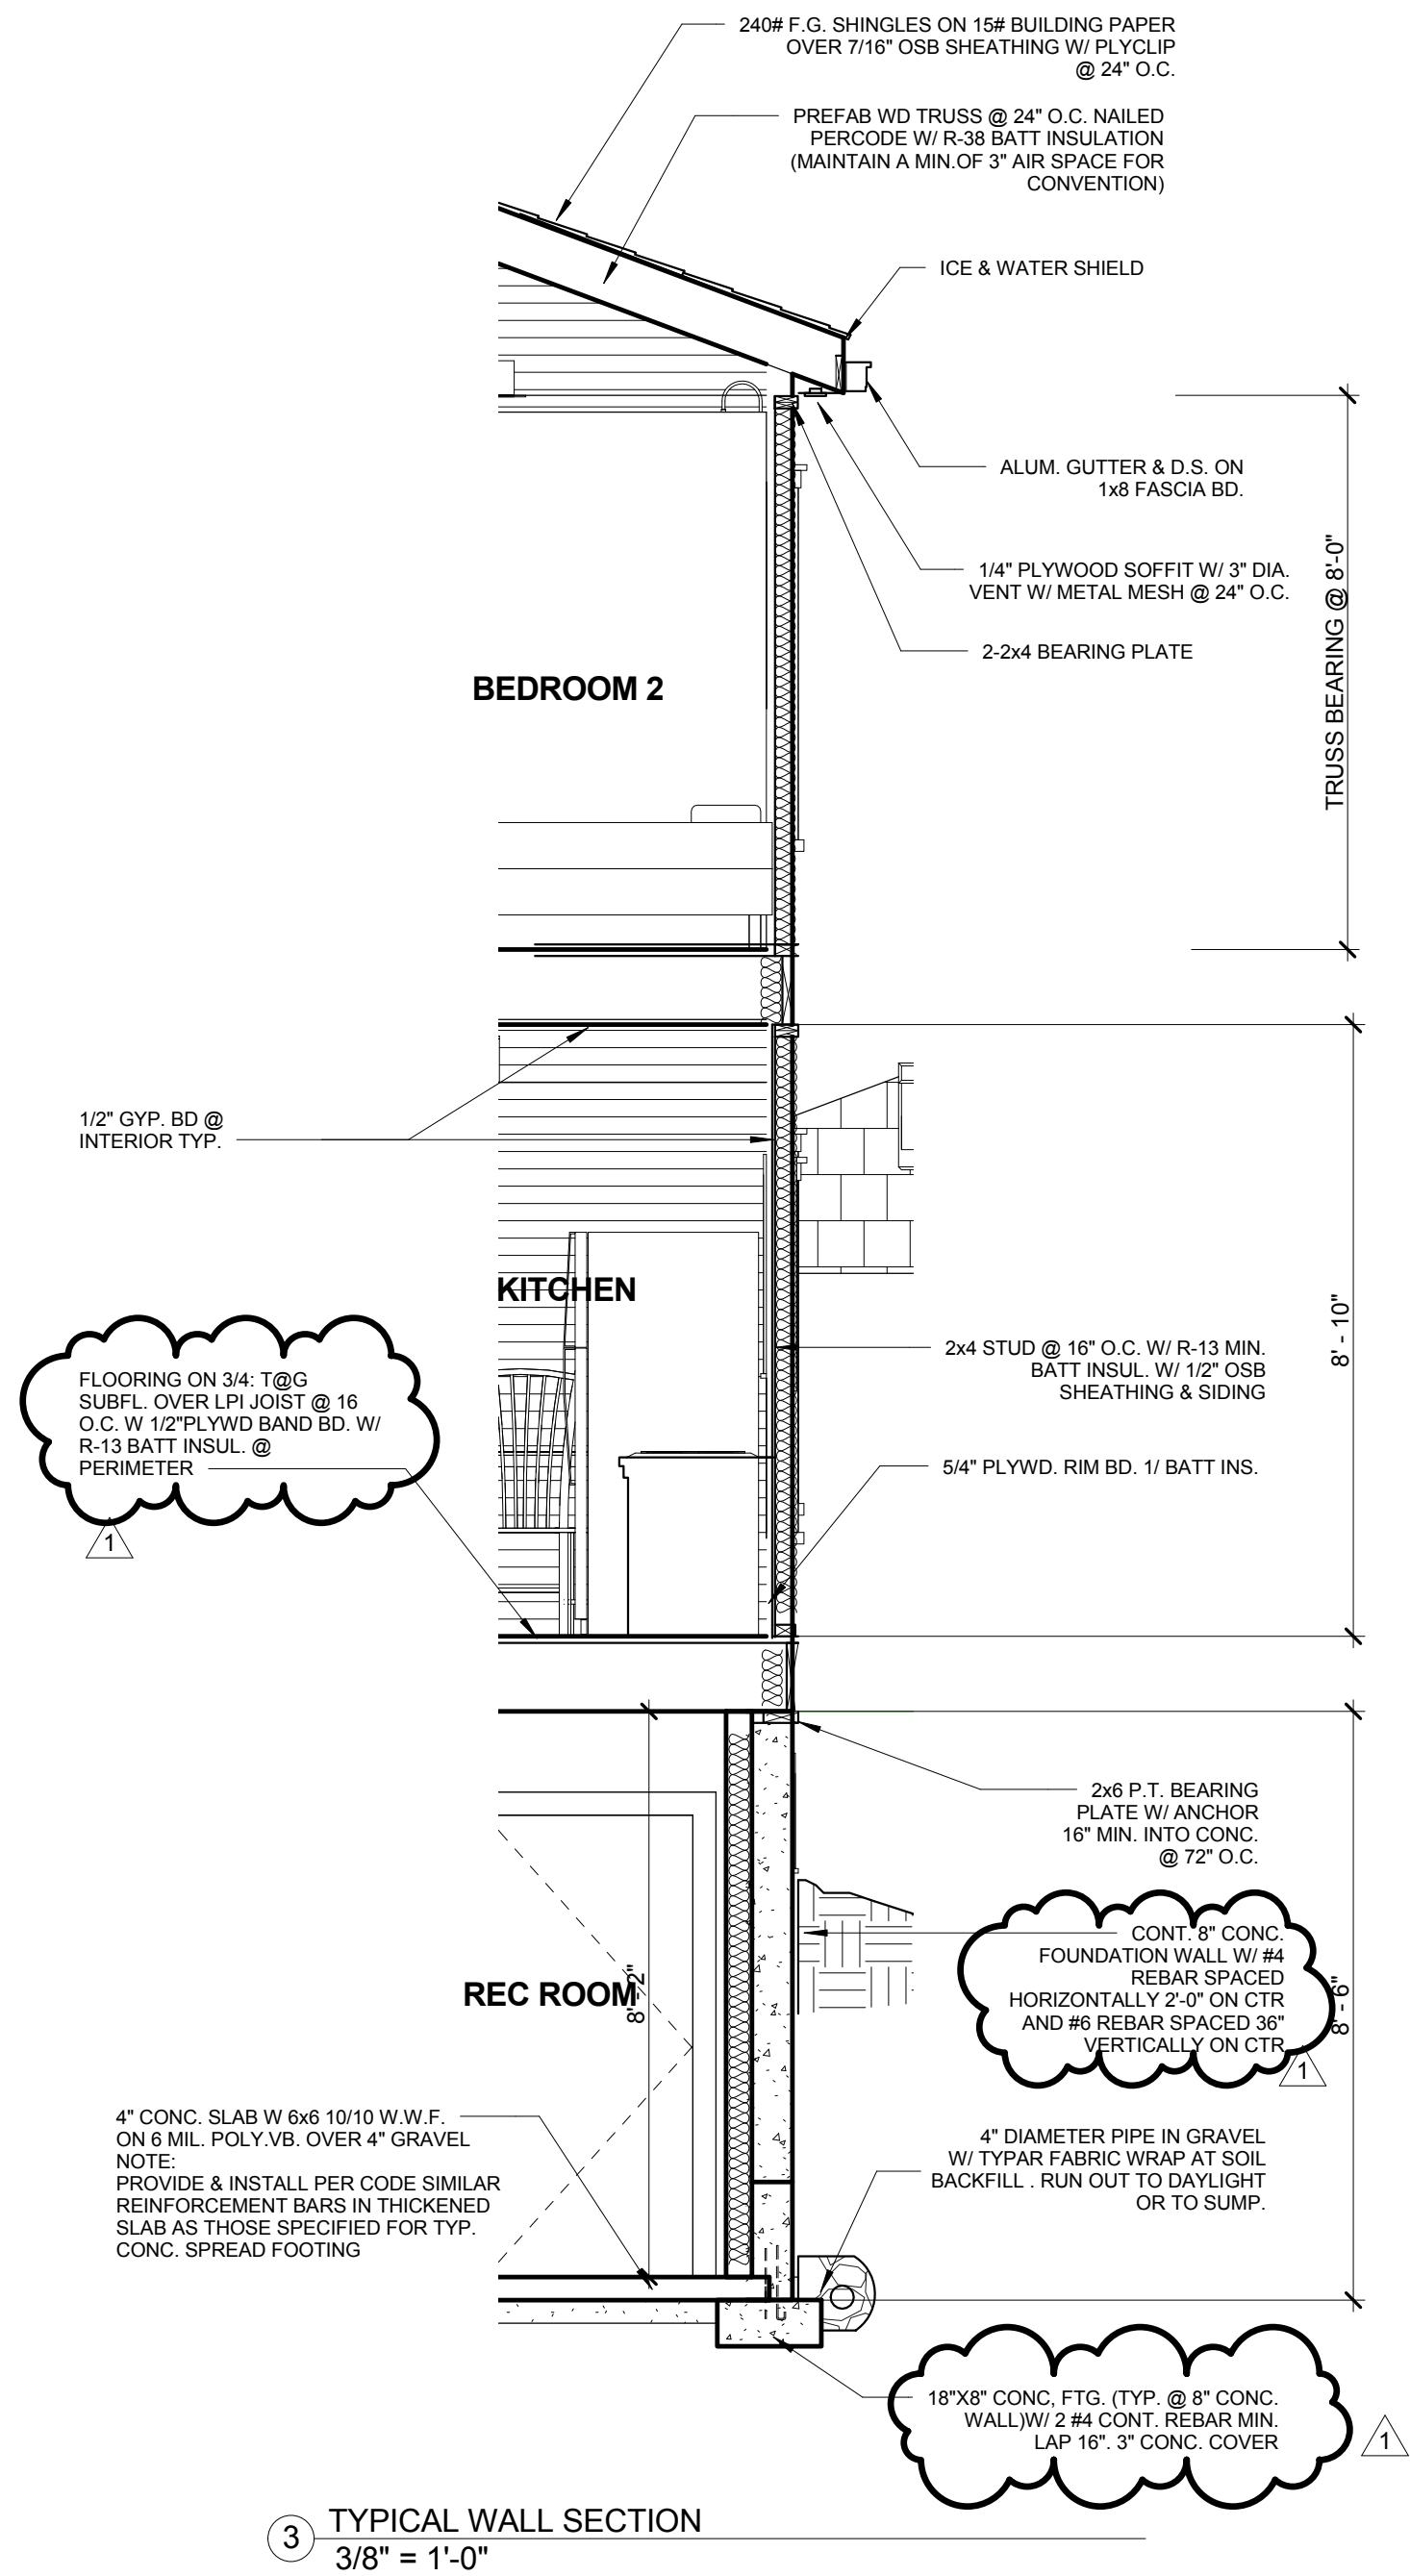 240# F.G. SHINGLES ON 15# BUILDING PAPER
OVER 7/16" OSB SHEATHING W/ PLYCLIP
@ 24" O.C.
PREFAB WD TRUSS @ 24" O.C. NAILED
PERCODE W/ R-38 BATT INSULATION
(MAINTAIN A MIN.OF 3" AIR SPACE FOR
CONVENTION)
ICE & WATER SHIELD
ALUM. GUTTER & D.S. ON
1x8 FASCIA BD.
1/4" PLYWOOD SOFFIT W/ 3" DIA.
VENT W/ METAL MESH @ 24" O.C.
2-2x4 BEARING PLATE
TRUSS BEARING @ 8'-0"
BEDROOM 2
1/2" GYP. BD @
INTERIOR TYP.
KITCHEN
8' - 10"
FLOORING ON 3/4: T@G
SUBFL. OVER LPI JOIST @ 16
O.C. W 1/2"PLYWD BAND BD. W/
R-13 BATT INSUL. @
PERIMETER
1
2x4 STUD @ 16" O.C. W/ R-13 MIN.
BATT INSUL. W/ 1/2" OSB
SHEATHING & SIDING
5/4" PLYWD. RIM BD. 1/ BATT INS.
2x6 P.T. BEARING
PLATE W/ ANCHOR
16" MIN. INTO CONC.
@ 72" O.C.
CONT. 8" CONC.
FOUNDATION WALL W/ #4
REBAR SPACED
HORIZONTALLY 2'-0" ON CTR
AND #6 REBAR SPACED 36"
VERTICALLY ON CTR
1
REC ROOM
8' - 2"
8' - 6"
4" CONC. SLAB W 6x6 10/10 W.W.F.
ON 6 MIL. POLY.VB. OVER 4" GRAVEL
NOTE:
PROVIDE & INSTALL PER CODE SIMILAR
REINFORCEMENT BARS IN THICKENED
SLAB AS THOSE SPECIFIED FOR TYP.
CONC. SPREAD FOOTING
4" DIAMETER PIPE IN GRAVEL
W/ TYPAR FABRIC WRAP AT SOIL
BACKFILL . RUN OUT TO DAYLIGHT
OR TO SUMP.
18"X8" CONC, FTG. (TYP. @ 8" CONC.
WALL)W/ 2 #4 CONT. REBAR MIN.
LAP 16". 3" CONC. COVER
1
3
TYPICAL WALL SECTION
3/8" = 1'-0"